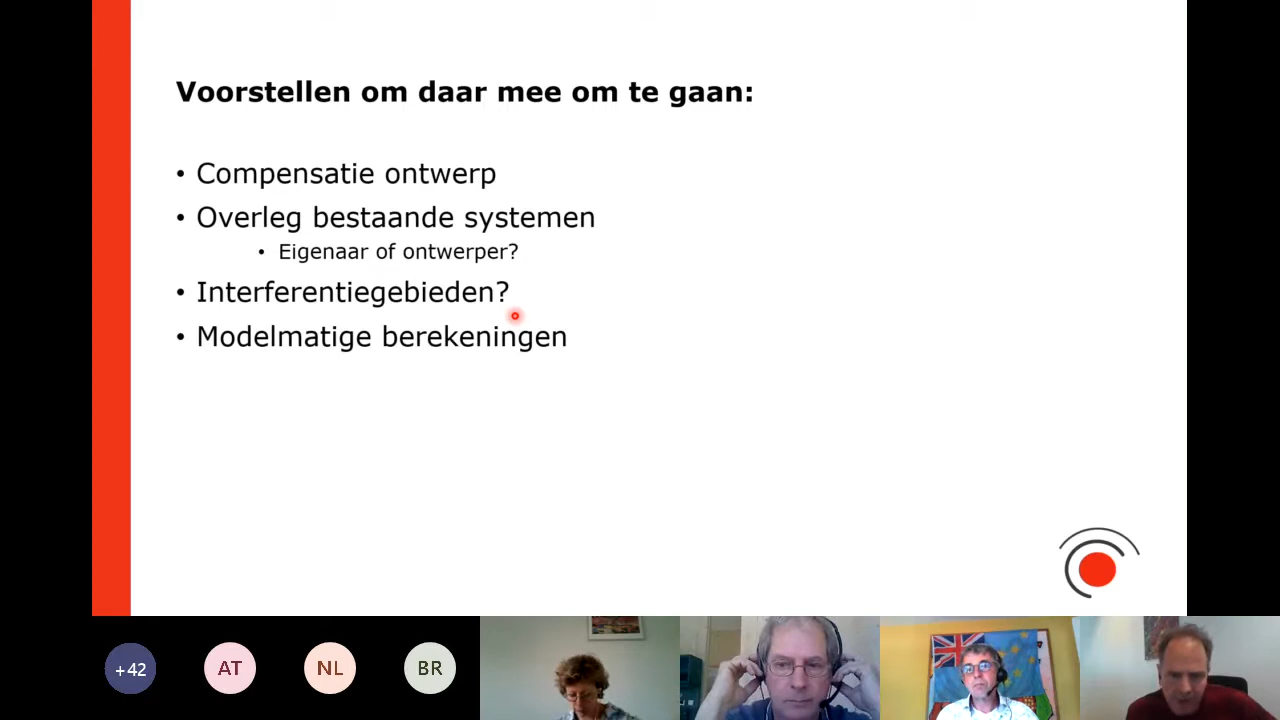 Voorstellen om daar mee om te gaan:
• Compensatie ontwerp
• Overleg bestaande systemen
• Eigenaar of ontwerper?
• Interferentiegebieden?
• Modelmatige berekeningen
+42 AT NL BR